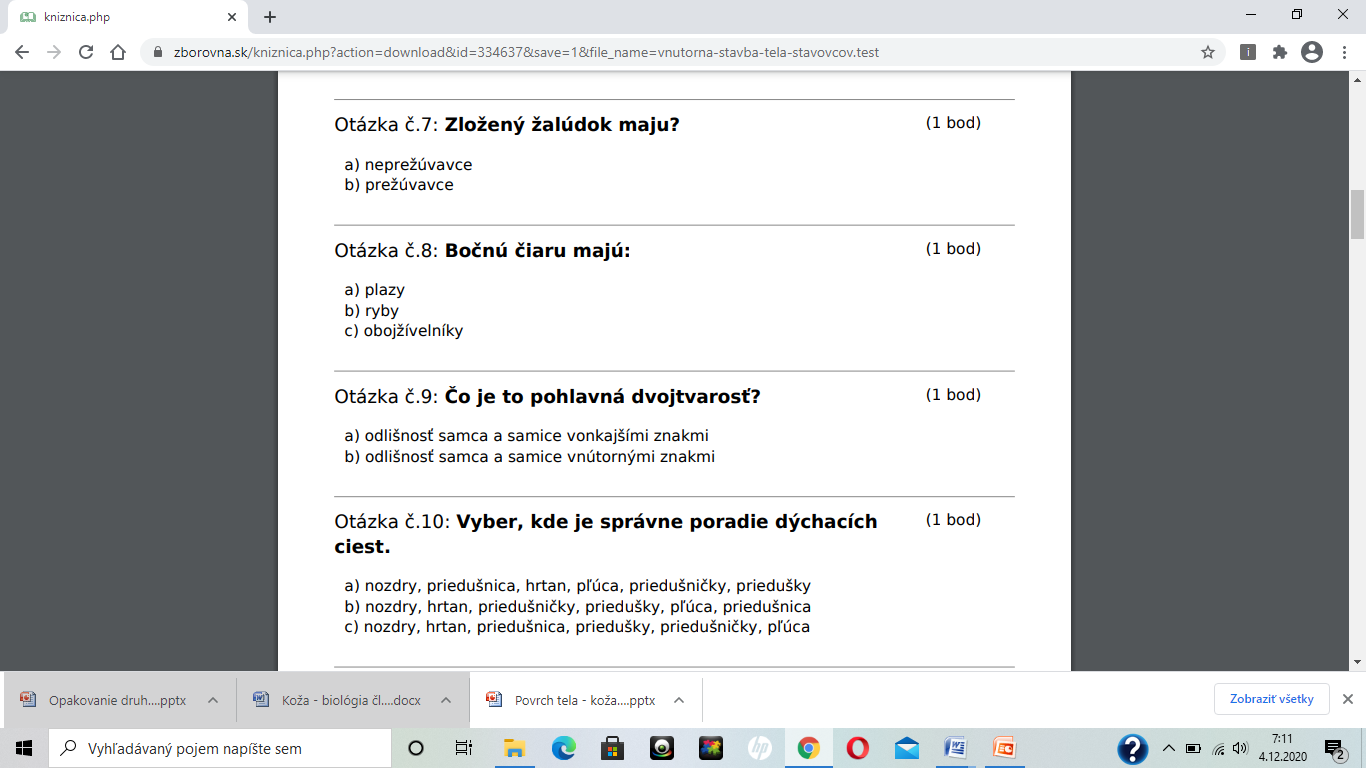 kniznica.php
zborovna.sk/kniznica.php?action=download&id=334637&save=1&file_name=vnutorna-stavba-tela-stavovcov.test
Otázka č.7: Zložený žalúdok maju? (1 bod)
a) neprežúvavce
b) prežúvavce
Otázka č.8: Bočnú čiaru majú: (1 bod)
a) plazy
b) ryby
c) obojžívelníky
Otázka č.9: Čo je to pohlavná dvojtvarosť? (1 bod)
a) odlišnosť samca a samice vonkajšími znakmi
b) odlišnosť samca a samice vnútornými znakmi
Otázka č.10: Vyber, kde je správne poradie dýchacích (1 bod)
ciest.
a) nozdry, priedušnica, hrtan, pľúca, priedušničky, priedušky
b) nozdry, hrtan, priedušničky, priedušky, pľúca, priedušnica
c) nozdry, hrtan, priedušnica, priedušky, priedušničky, pľúca
Opakovanie druh....pptx
Koža - biológia čl....docx
Povrch tela - koža....pptx
Zobraziť všetky
Vyhľadávaný pojem napíšte sem
hp
7:11
4.12.2020
2